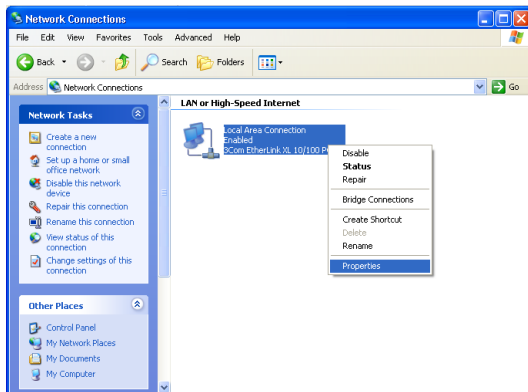 Network Connections
File Edit View Favorites Tools Advanced Help
Back Search Folders
Address Network Connections Go
Network Tasks
Create a new
connection
Set up a home or small
office network
Disable this network
device
Repair this connection
Rename this connection
View status of this
connection
Change settings of this
connection
Other Places
Control Panel
My Network Places
My Documents
My Computer
LAN or High-Speed Internet
Local Area Connection
Enabled
3Com EtherLink XL 10/100 P
Disable
Status
Repair
Bridge Connections
Create Shortcut
Delete
Rename
Properties